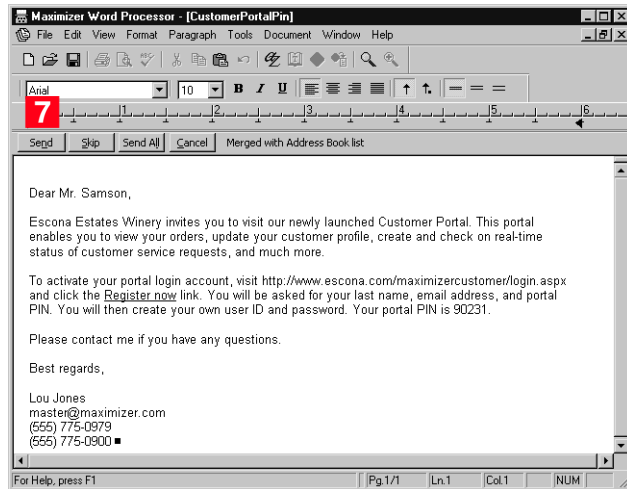 Maximizer Word Processor - [CustomerPortalPin]
File Edit View Format Paragraph Tools Document Window Help
Arial 10 B I U
7 1 2 3 4 5 6
Send Skip Send All Cancel Merged with Address Book list
Dear Mr. Samson,
Escona Estates Winery invites you to visit our newly launched Customer Portal. This portal
enables you to view your orders, update your customer profile, create and check on real-time
status of customer service requests, and much more.
To activate your portal login account, visit http://www.escona.com/maximizercustomer/login.aspx
and click the Register now link. You will be asked for your last name, email address, and portal
PIN. You will then create your own user ID and password. Your portal PIN is 90231.
Please contact me if you have any questions.
Best regards,
Lou Jones
master@maximizer.com
(555) 775-0979
(555) 775-0900
For Help, press F1 Pg.1/1 Ln.1 Col.1 NUM